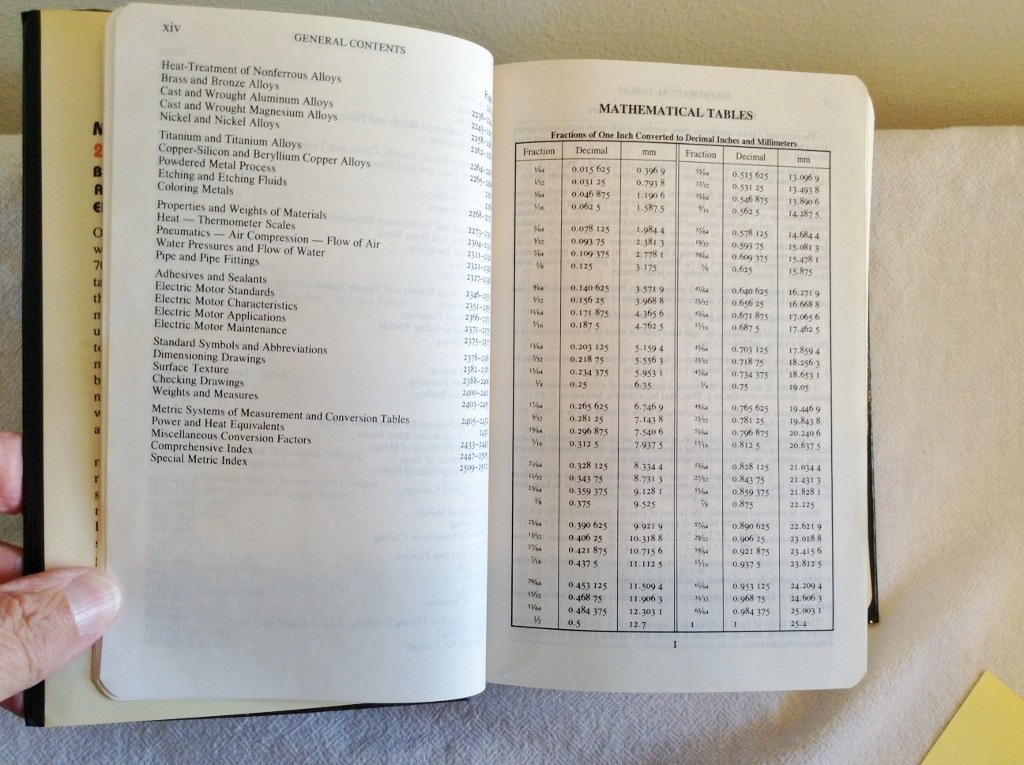 xiv
GENERAL CONTENTS
Heat-Treatment of Nonferrous Alloys
Brass and Bronze Alloys
Cast and Wrought Aluminum Alloys
Cast and Wrought Magnesium Alloys
Nickel and Nickel Alloys
Titanium and Titanium Alloys
Copper-Silicon and Beryllium Copper Alloys
Powdered Metal Process
Etching and Etching Fluids
Coloring Metals
Properties and Weights of Materials
Heat — Thermometer Scales
Pneumatics — Air Compression — Flow of Air
Water Pressures and Flow of Water
Pipe and Pipe Fittings
Adhesives and Sealants
Electric Motor Standards
Electric Motor Characteristics
Electric Motor Applications
Electric Motor Maintenance
Standard Symbols and Abbreviations
Dimensioning Drawings
Surface Texture
Checking Drawings
Weights and Measures
Metric Systems of Measurement and Conversion Tables
Power and Heat Equivalents
Miscellaneous Conversion Factors
Comprehensive Index
Special Metric Index
MATHEMATICAL TABLES
Fractions of One Inch Converted to Decimal Inches and Millimeters
Fraction Decimal mm Fraction Decimal mm
1/64 0.015 625 0.396 9 33/64 0.515 625 13.096 9
1/32 0.031 25 0.793 8 17/32 0.531 25 13.493 8
3/64 0.046 875 1.190 6 35/64 0.546 875 13.890 6
1/16 0.062 5 1.587 5 9/16 0.562 5 14.287 5
5/64 0.078 125 1.984 4 37/64 0.578 125 14.684 4
3/32 0.093 75 2.381 3 19/32 0.593 75 15.081 3
7/64 0.109 375 2.778 1 39/64 0.609 375 15.478 1
1/8 0.125 3.175 5/8 0.625 15.875
9/64 0.140 625 3.571 9 41/64 0.640 625 16.271 9
5/32 0.156 25 3.968 8 21/32 0.656 25 16.668 8
11/64 0.171 875 4.365 6 43/64 0.671 875 17.065 6
3/16 0.187 5 4.762 5 11/16 0.687 5 17.462 5
13/64 0.203 125 5.159 4 45/64 0.703 125 17.859 4
7/32 0.218 75 5.556 3 23/32 0.718 75 18.256 3
15/64 0.234 375 5.953 1 47/64 0.734 375 18.653 1
1/4 0.25 6.35 3/4 0.75 19.05
17/64 0.265 625 6.746 9 49/64 0.765 625 19.446 9
9/32 0.281 25 7.143 8 25/32 0.781 25 19.843 8
19/64 0.296 875 7.540 6 51/64 0.796 875 20.240 6
5/16 0.312 5 7.937 5 13/16 0.812 5 20.637 5
21/64 0.328 125 8.334 4 53/64 0.828 125 21.034 4
11/32 0.343 75 8.731 3 27/32 0.843 75 21.431 3
23/64 0.359 375 9.128 1 55/64 0.859 375 21.828 1
3/8 0.375 9.525 7/8 0.875 22.225
25/64 0.390 625 9.921 9 57/64 0.890 625 22.621 9
13/32 0.406 25 10.318 8 29/32 0.906 25 23.018 8
27/64 0.421 875 10.715 6 59/64 0.921 875 23.415 6
7/16 0.437 5 11.112 5 15/16 0.937 5 23.812 5
29/64 0.453 125 11.509 4 61/64 0.953 125 24.209 4
15/32 0.468 75 11.906 3 31/32 0.968 75 24.606 3
31/64 0.484 375 12.303 1 63/64 0.984 375 25.003 1
1/2 0.5 12.7 1 1 25.4
1